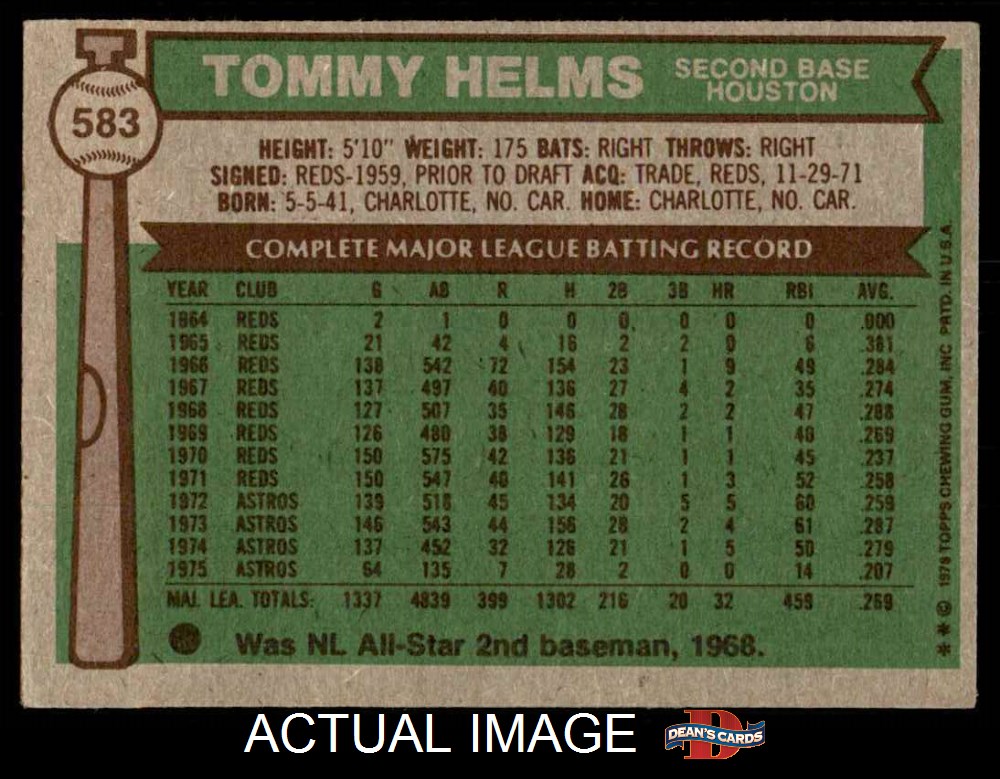 TOMMY HELMS SECOND BASE
HOUSTON
583
HEIGHT: 5'10" WEIGHT: 175 BATS: RIGHT THROWS: RIGHT
SIGNED: REDS-1959, PRIOR TO DRAFT ACQ: TRADE, REDS, 11-29-71
BORN: 5-5-41, CHARLOTTE, NO. CAR. HOME: CHARLOTTE, NO. CAR.
COMPLETE MAJOR LEAGUE BATTING RECORD
YEAR CLUB G AB R H 2B 3B HR RBI AVG.
1964 REDS 2 1 0 0 0 0 0 0 .000
1965 REDS 21 42 4 16 2 2 0 6 .381
1966 REDS 138 542 72 154 23 1 9 49 .284
1967 REDS 137 497 40 136 27 4 2 35 .274
1968 REDS 127 507 35 146 28 2 2 47 .288
1969 REDS 126 480 38 129 18 1 1 40 .269
1970 REDS 150 575 42 136 21 1 1 45 .237
1971 REDS 150 547 40 141 26 1 3 52 .258
1972 ASTROS 139 518 45 134 20 5 5 60 .259
1973 ASTROS 146 543 44 156 28 2 4 61 .287
1974 ASTROS 137 452 32 126 21 1 5 50 .279
1975 ASTROS 64 135 7 28 2 0 0 14 .207
MAJ. LEA. TOTALS: 1337 4839 399 1302 216 20 32 459 .269
Was NL All-Star 2nd baseman, 1968.
** © 1976 TOPPS CHEWING GUM, INC PRTD. IN U.S.A.
ACTUAL IMAGE
D
DEAN'S CARDS